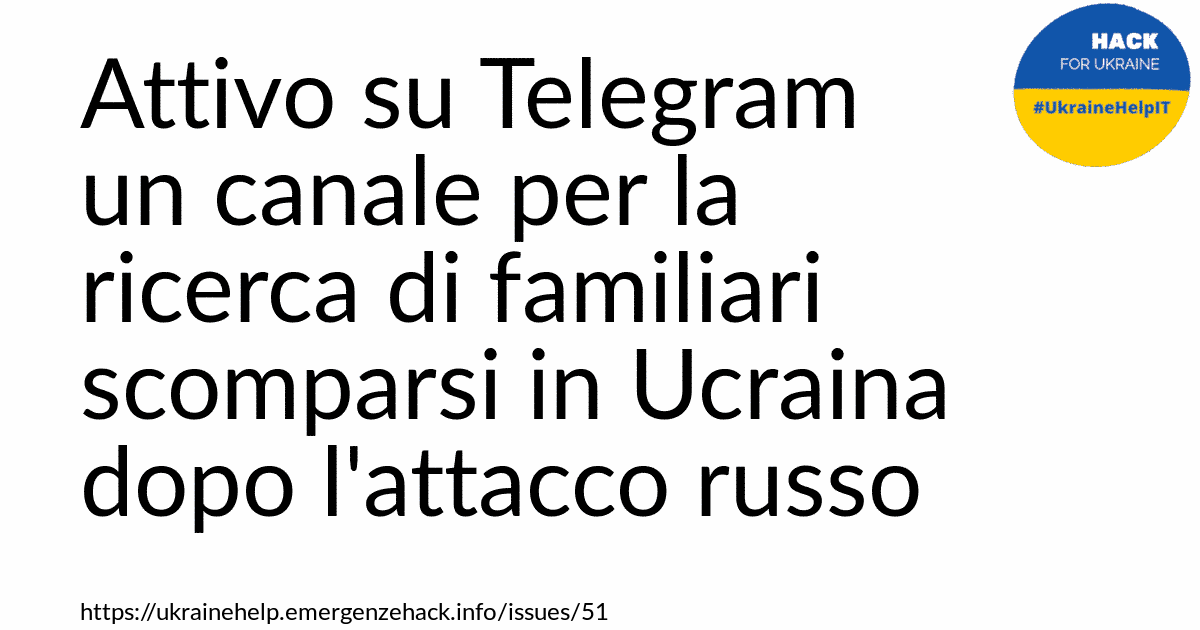 Attivo su Telegram
un canale per la
ricerca di familiari
scomparsi in Ucraina
dopo l'attacco russo
HACK
FOR UKRAINE
#UkraineHelpIT
https://ukrainehelp.emergenzehack.info/issues/51